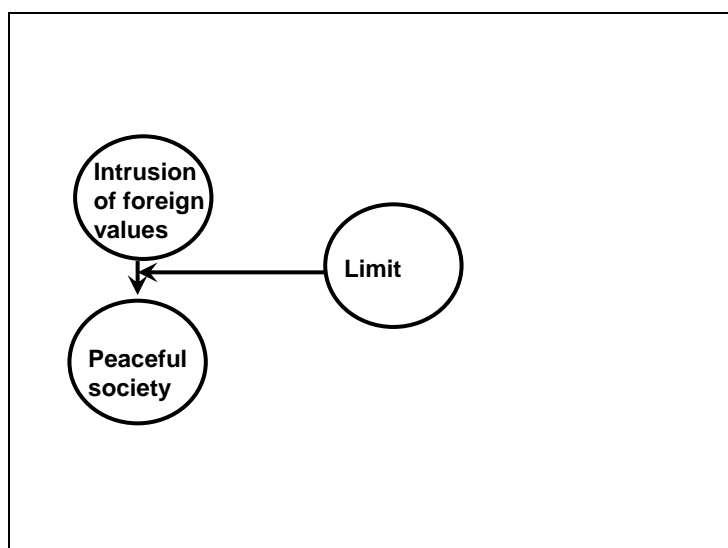 Intrusion
of foreign
values
Limit
Peaceful
society